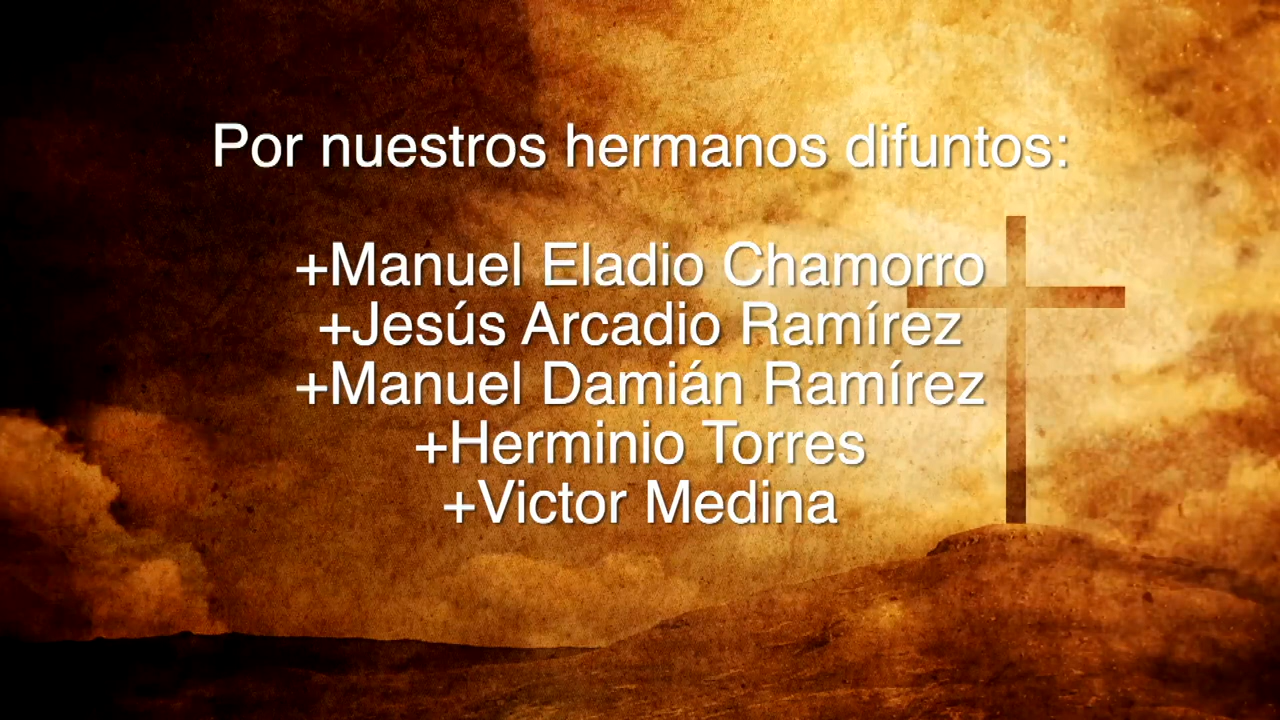 Por nuestros hermanos difuntos:
+Manuel Eladio Chamorro
+Jesús Arcadio Ramírez
+Manuel Damián Ramírez
+Herminio Torres
+Victor Medina